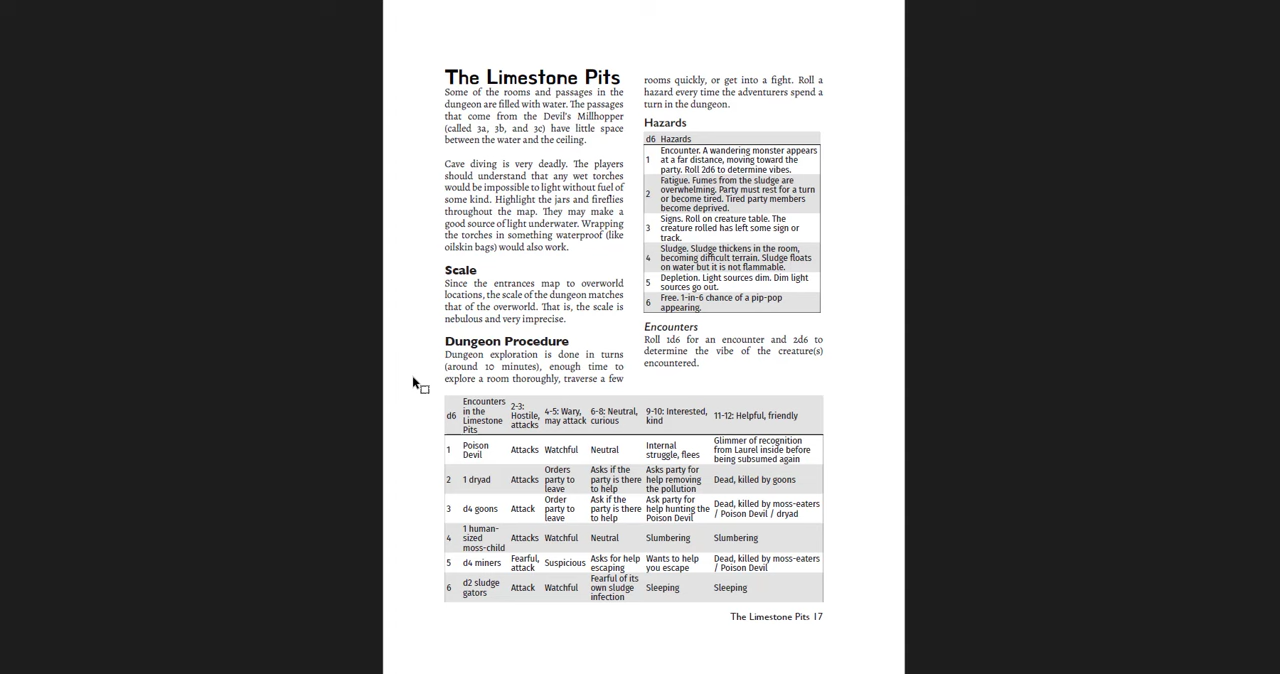 The Limestone Pits
Some of the rooms and passages in the
dungeon are filled with water. The passages
that come from the Devil's Millhopper
(called 3a, 3b, and 3c) have little space
between the water and the ceiling.
Cave diving is very deadly. The players
should understand that any wet torches
would be impossible to light without fuel of
some kind. Highlight the jars and fireflies
throughout the map. They may make a
good source of light underwater. Wrapping
the torches in something waterproof (like
oilskin bags) would also work.
Scale
Since the entrances map to overworld
locations, the scale of the dungeon matches
that of the overworld. That is, the scale is
nebulous and very imprecise.
Dungeon Procedure
Dungeon exploration is done in turns
(around 10 minutes), enough time to
explore a room thoroughly, traverse a few
rooms quickly, or get into a fight. Roll a
hazard every time the adventurers spend a
turn in the dungeon.
Hazards
d6 Hazards
1 Encounter. A wandering monster appears
at a far distance, moving toward the
party. Roll 2d6 to determine vibes.
2 Fatigue. Fumes from the sludge are
overwhelming. Party must rest for a turn
or become tired. Tired party members
become deprived.
3 Signs. Roll on creature table. The
creature rolled has left some sign or
track.
4 Sludge. Sludge thickens in the room,
becoming difficult terrain. Sludge floats
on water but it is not flammable.
5 Depletion. Light sources dim. Dim light
sources go out.
6 Free. 1-in-6 chance of a pip-pop
appearing.
Encounters
Roll 1d6 for an encounter and 2d6 to
determine the vibe of the creature(s)
encountered.
d6 Encounters in the Limestone Pits 2-3: Hostile, attacks 4-5: Wary, may attack 6-8: Neutral, curious 9-10: Interested, kind 11-12: Helpful, friendly
1 Poison Devil Attacks Watchful Neutral Internal struggle, flees Glimmer of recognition from Laurel inside before being subsumed again
2 1 dryad Attacks Orders party to leave Asks if the party is there to help Asks party for help removing the pollution Dead, killed by goons
3 d4 goons Attack Order party to leave Ask if the party is there to help Ask party for help hunting the Poison Devil Dead, killed by moss-eaters / Poison Devil / dryad
4 1 human-sized moss-child Attacks Watchful Neutral Slumbering Slumbering
5 d4 miners Fearful, attack Suspicious Asks for help escaping Wants to help you escape Dead, killed by moss-eaters / Poison Devil
6 d2 sludge gators Attack Watchful Fearful of its own sludge infection Sleeping Sleeping
The Limestone Pits 17